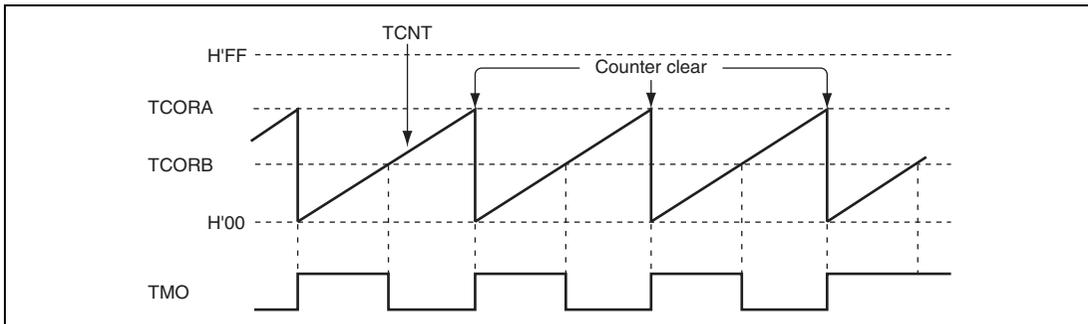 TCNT
H'FF
Counter clear
TCORA
TCORB
H'00
TMO